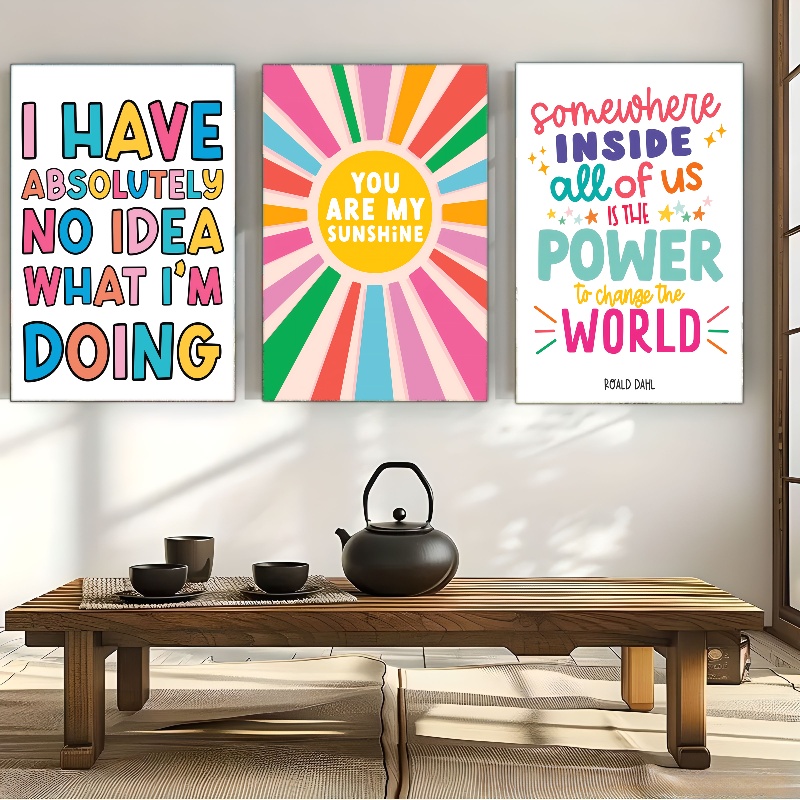 I HAVE
ABSOLUTELY
NO IDEA
WHAT I'M
DOING
YOU
ARE MY
SUNSHiNE
somewhere
INSIDE
all of us
IS THE
POWER
to change the
WORLD
ROALD DAHL